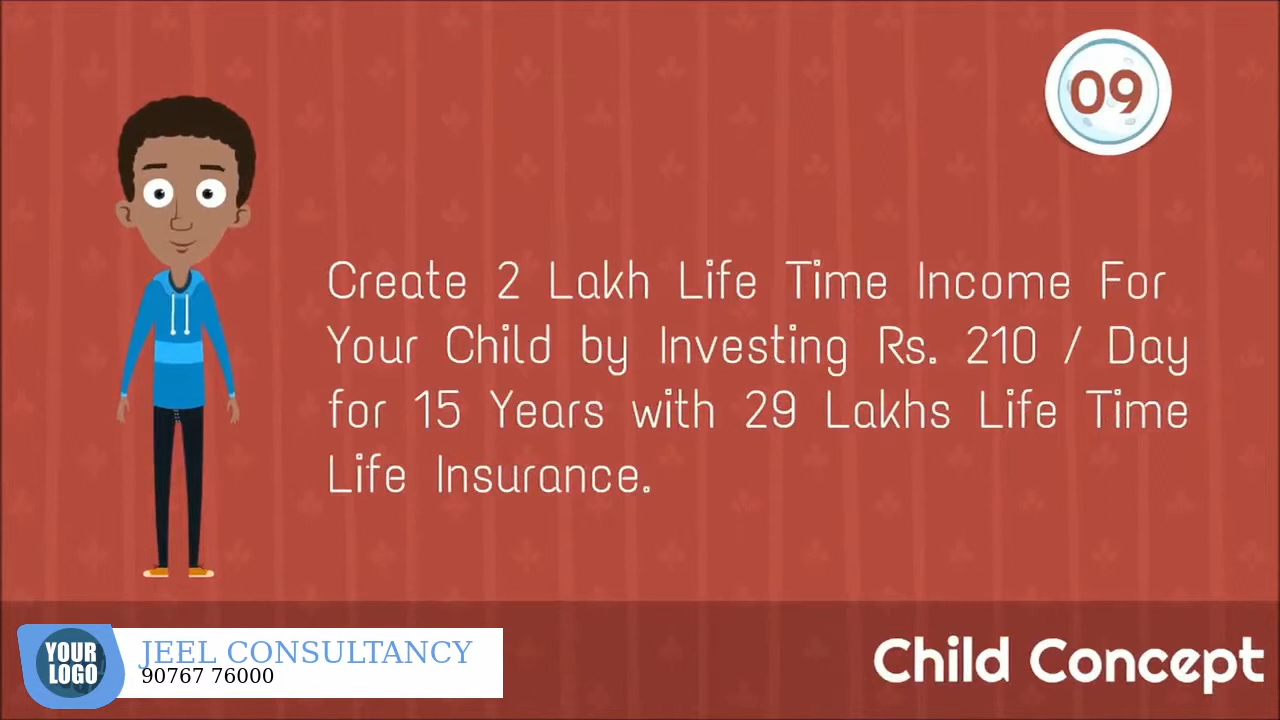 09
Create 2 Lakh Life Time Income For
Your Child by Investing Rs. 210 / Day
for 15 Years with 29 Lakhs Life Time
Life Insurance.
YOUR
LOGO
JEEL CONSULTANCY
90767 76000
Child Concept